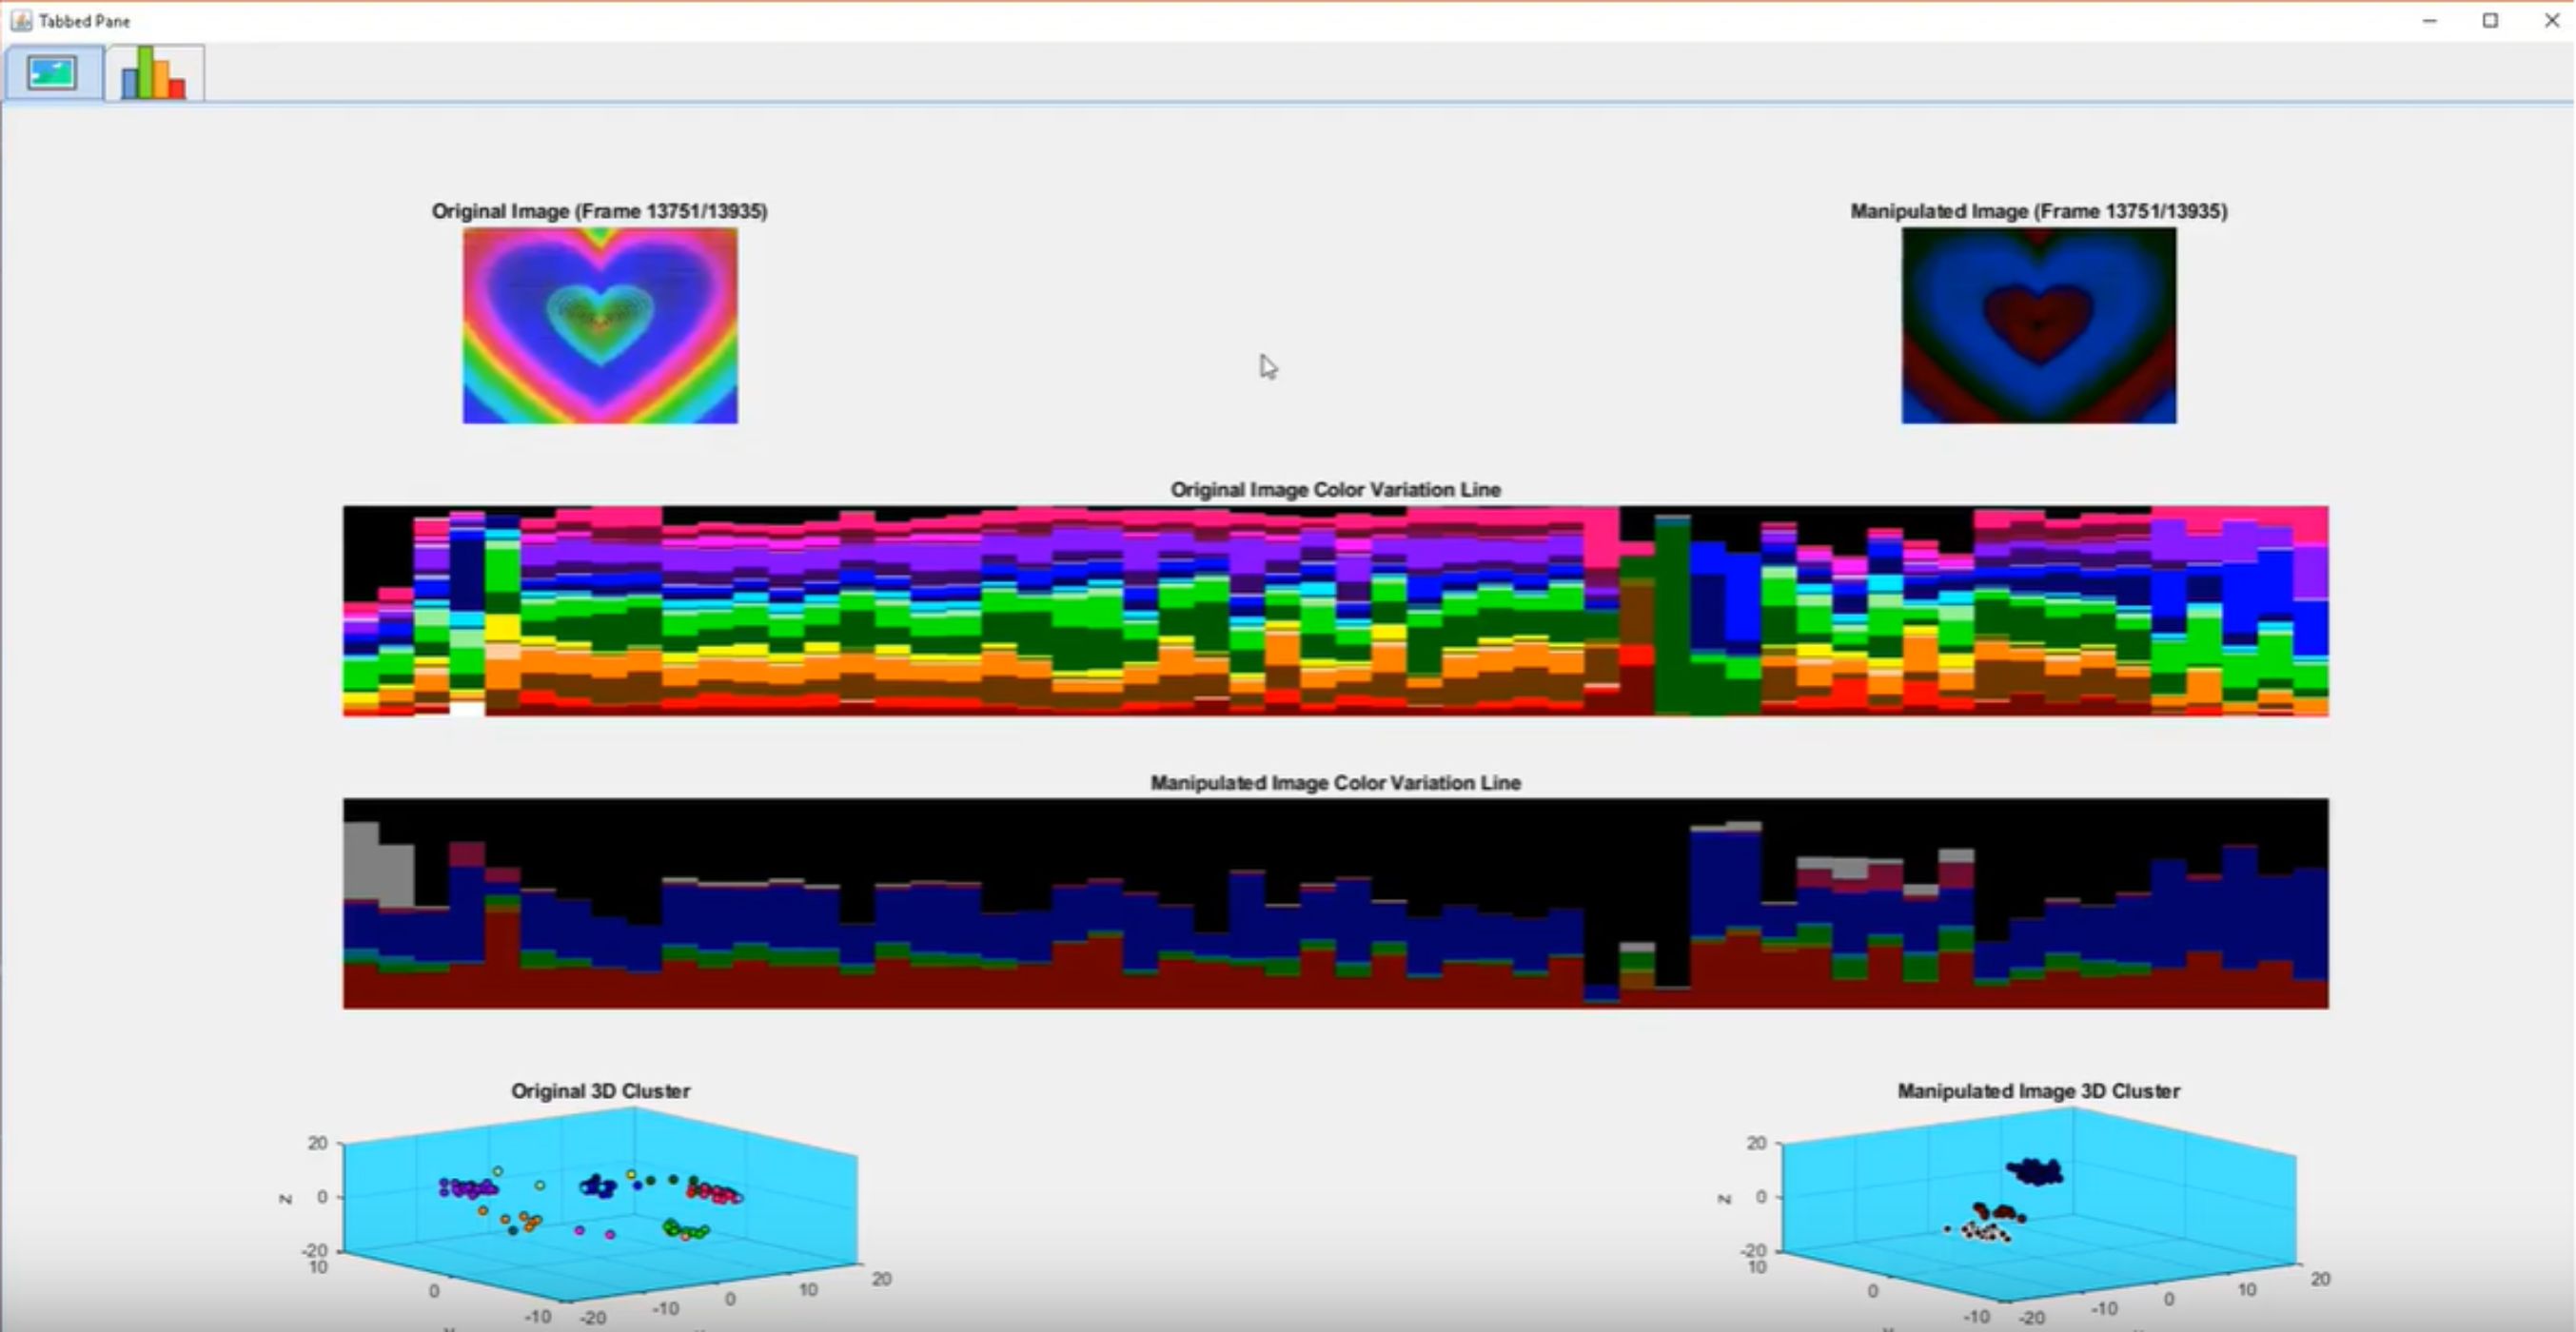 Tabbed Pane
Original Image (Frame 13751/13935)
Manipulated Image (Frame 13751/13935)
Original Image Color Variation Line
Manipulated Image Color Variation Line
Original 3D Cluster
Manipulated Image 3D Cluster
20
0
-20
Z
10
0
-10
-20
-10
0
10
20
20
0
-20
Z
10
0
-10
-20
-10
0
10
20